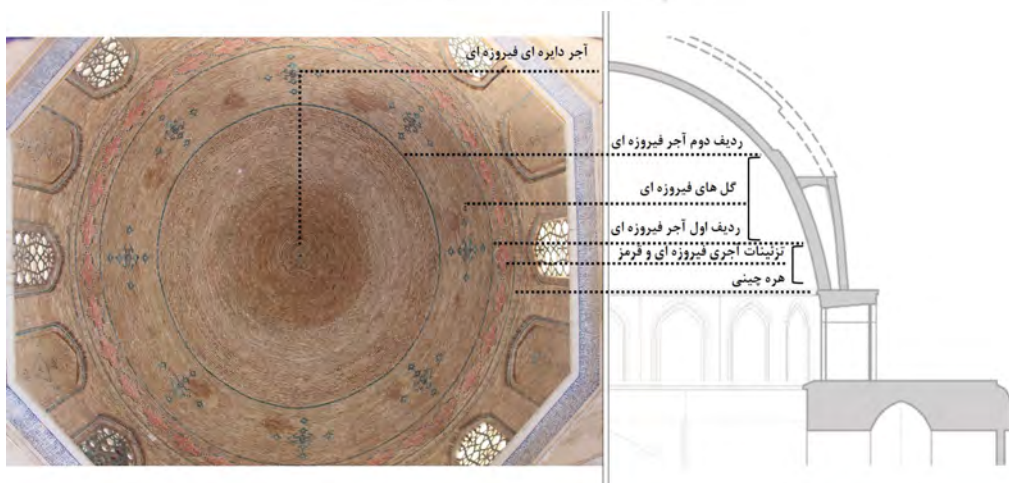 آجر دایره ای فیروزه ای
ردیف دوم آجر فیروزه ای
گل های فیروزه ای
ردیف اول آجر فیروزه ای
تزئینات آجری فیروزه ای و قرمز
هره چینی